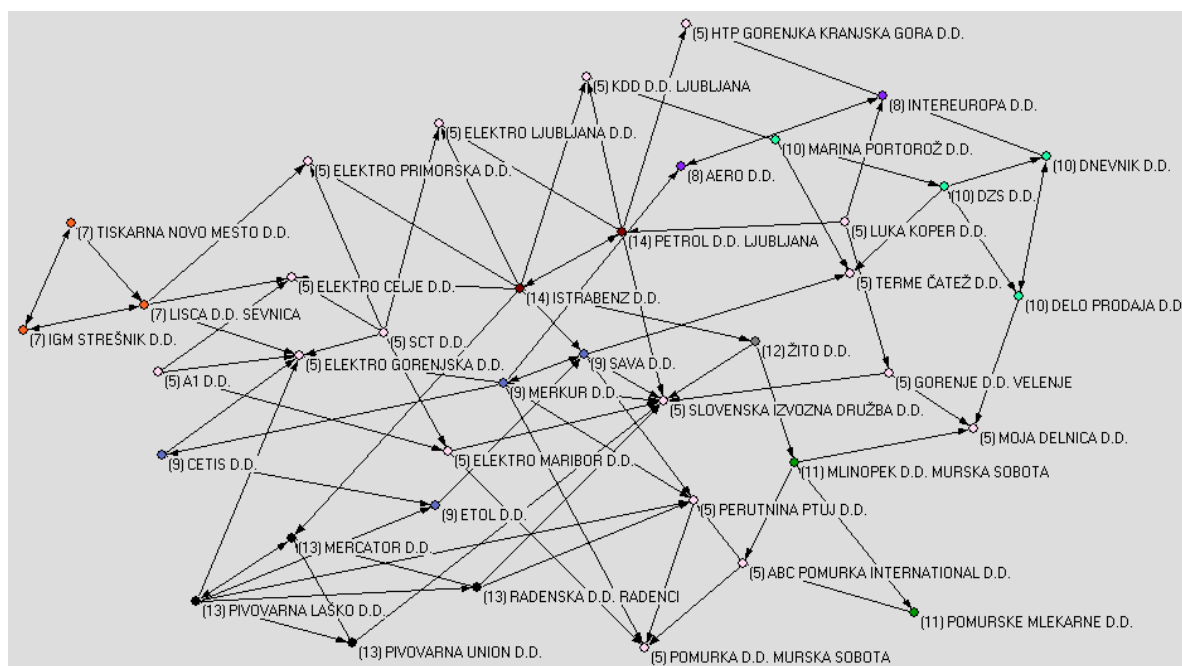 (5) HTP GORENJKA KRANJSKA GORA D.D.
(5) KDD D.D. LJUBLJANA
(8) INTEREUROPA D.D.
(5) ELEKTRO LJUBLJANA D.D.
(10) MARINA PORTOROŽ D.D.
(10) DNEVNIK D.D.
(5) ELEKTRO PRIMORSKA D.D.
(8) AERO D.D.
(10) DZS D.D.
(7) TISKARNA NOVO MESTO D.D.
(5) LUKA KOPER D.D.
(14) PETROL D.D. LJUBLJANA
(5) TERME ČATEŽ D.D.
(5) ELEKTRO CELJE D.D.
(14) ISTRABENZ D.D.
(10) DELO PRODAJA D.D
(7) LISCA D.D. SEVNICA
(7) IGM STREŠNIK D.D.
(5) SCT D.D.
(12) ŽITO D.D.
(5) ELEKTRO GORENJSKA D.D.
(9) SAVA D.D.
(5) A1 D.D.
(9) MERKUR D.D.
(5) GORENJE D.D. VELENJE
(5) SLOVENSKA IZVOZNA DRUŽBA D.D.
(5) MOJA DELNICA D.D.
(5) ELEKTRO MARIBOR D.D.
(9) CETIS D.D.
(11) MLINOPEK D.D. MURSKA SOBOTA
(5) PERUTNINA PTUJ D.D.
(9) ETOL D.D.
(13) MERCATOR D.D.
(5) ABC POMURKA INTERNATIONAL D.D.
(13) RADENSKA D.D. RADENCI
(13) PIVOVARNA LAŠKO D.D.
(11) POMURSKE MLEKARNE D.D.
(13) PIVOVARNA UNION D.D.
(5) POMURKA D.D. MURSKA SOBOTA